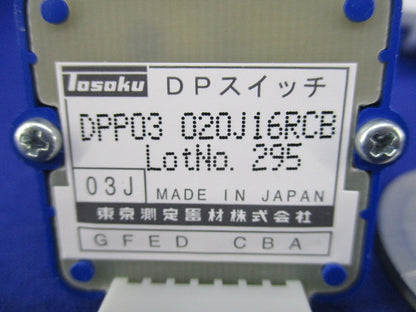 Tosoku DPスイッチ
DPP03 020J16RCB
LotNo. 295
03J MADE IN JAPAN
東京測定器材株式会社
GFED CBA